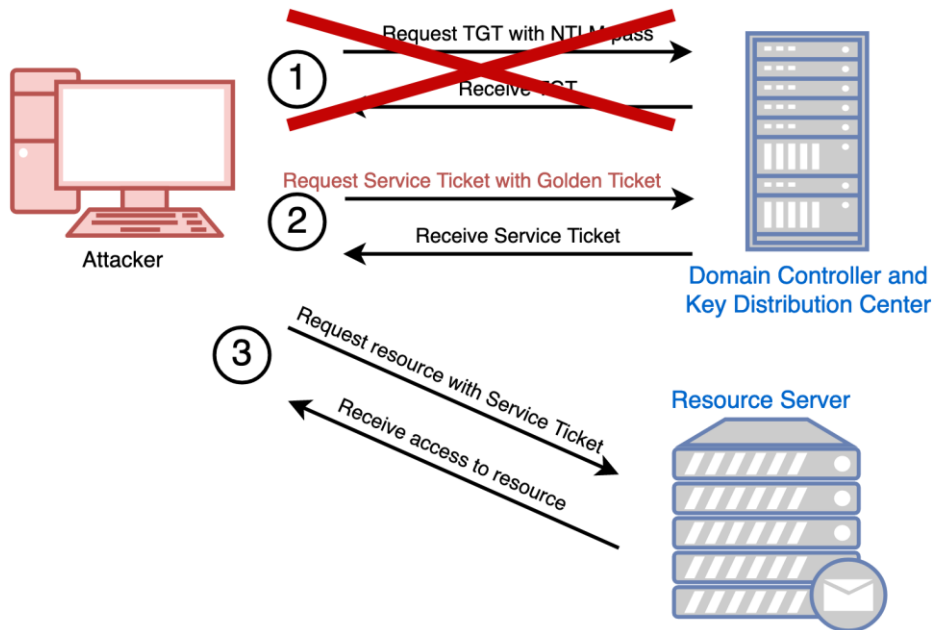 Request TGT with NTLM pass
1
Receive TGT
Request Service Ticket with Golden Ticket
2
Receive Service Ticket
Attacker
Domain Controller and
Key Distribution Center
3
Request resource with Service Ticket
Receive access to resource
Resource Server